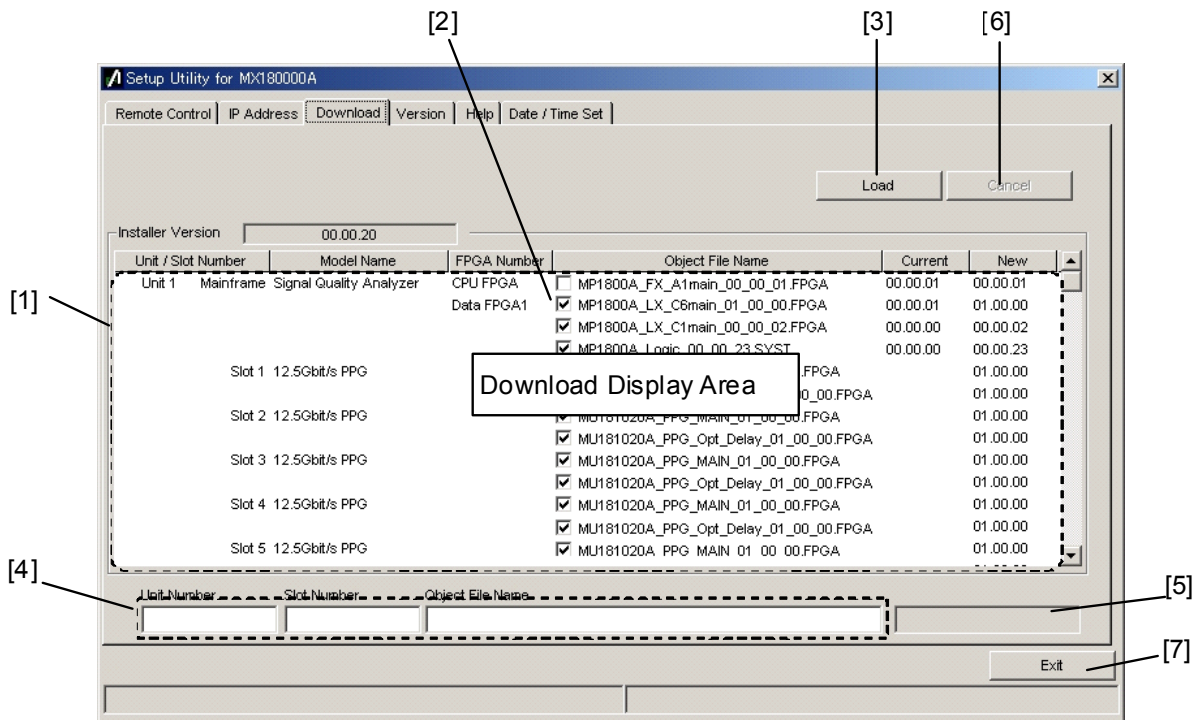 [2] [3] [6]
Setup Utility for MX180000A
Remote Control IP Address Download Version Help Date / Time Set
Load Cancel
Installer Version 00.00.20
Unit / Slot Number Model Name FPGA Number Object File Name Current New
Unit 1 Mainframe Signal Quality Analyzer CPU FPGA MP1800A_FX_A1main_00_00_01.FPGA 00.00.01 00.00.01
[1]
Data FPGA1 MP1800A_LX_C6main_01_00_00.FPGA 00.00.01 01.00.00
MP1800A_LX_C1main_00_00_02.FPGA 00.00.00 00.00.02
MP1800A_Logic_00_00_23.SYST 00.00.00 00.00.23
Slot 1 12.5Gbit/s PPG .FPGA 01.00.00
Download Display Area
0_00.FPGA 01.00.00
Slot 2 12.5Gbit/s PPG MU181020A_PPG_MAIN_01_00_00.FPGA 01.00.00
MU181020A_PPG_Opt_Delay_01_00_00.FPGA 01.00.00
Slot 3 12.5Gbit/s PPG MU181020A_PPG_MAIN_01_00_00.FPGA 01.00.00
MU181020A_PPG_Opt_Delay_01_00_00.FPGA 01.00.00
Slot 4 12.5Gbit/s PPG MU181020A_PPG_MAIN_01_00_00.FPGA 01.00.00
MU181020A_PPG_Opt_Delay_01_00_00.FPGA 01.00.00
Slot 5 12.5Gbit/s PPG MU181020A_PPG_MAIN_01_00_00.FPGA 01.00.00
[4]
Unit Number Slot Number Object File Name
[5]
Exit [7]